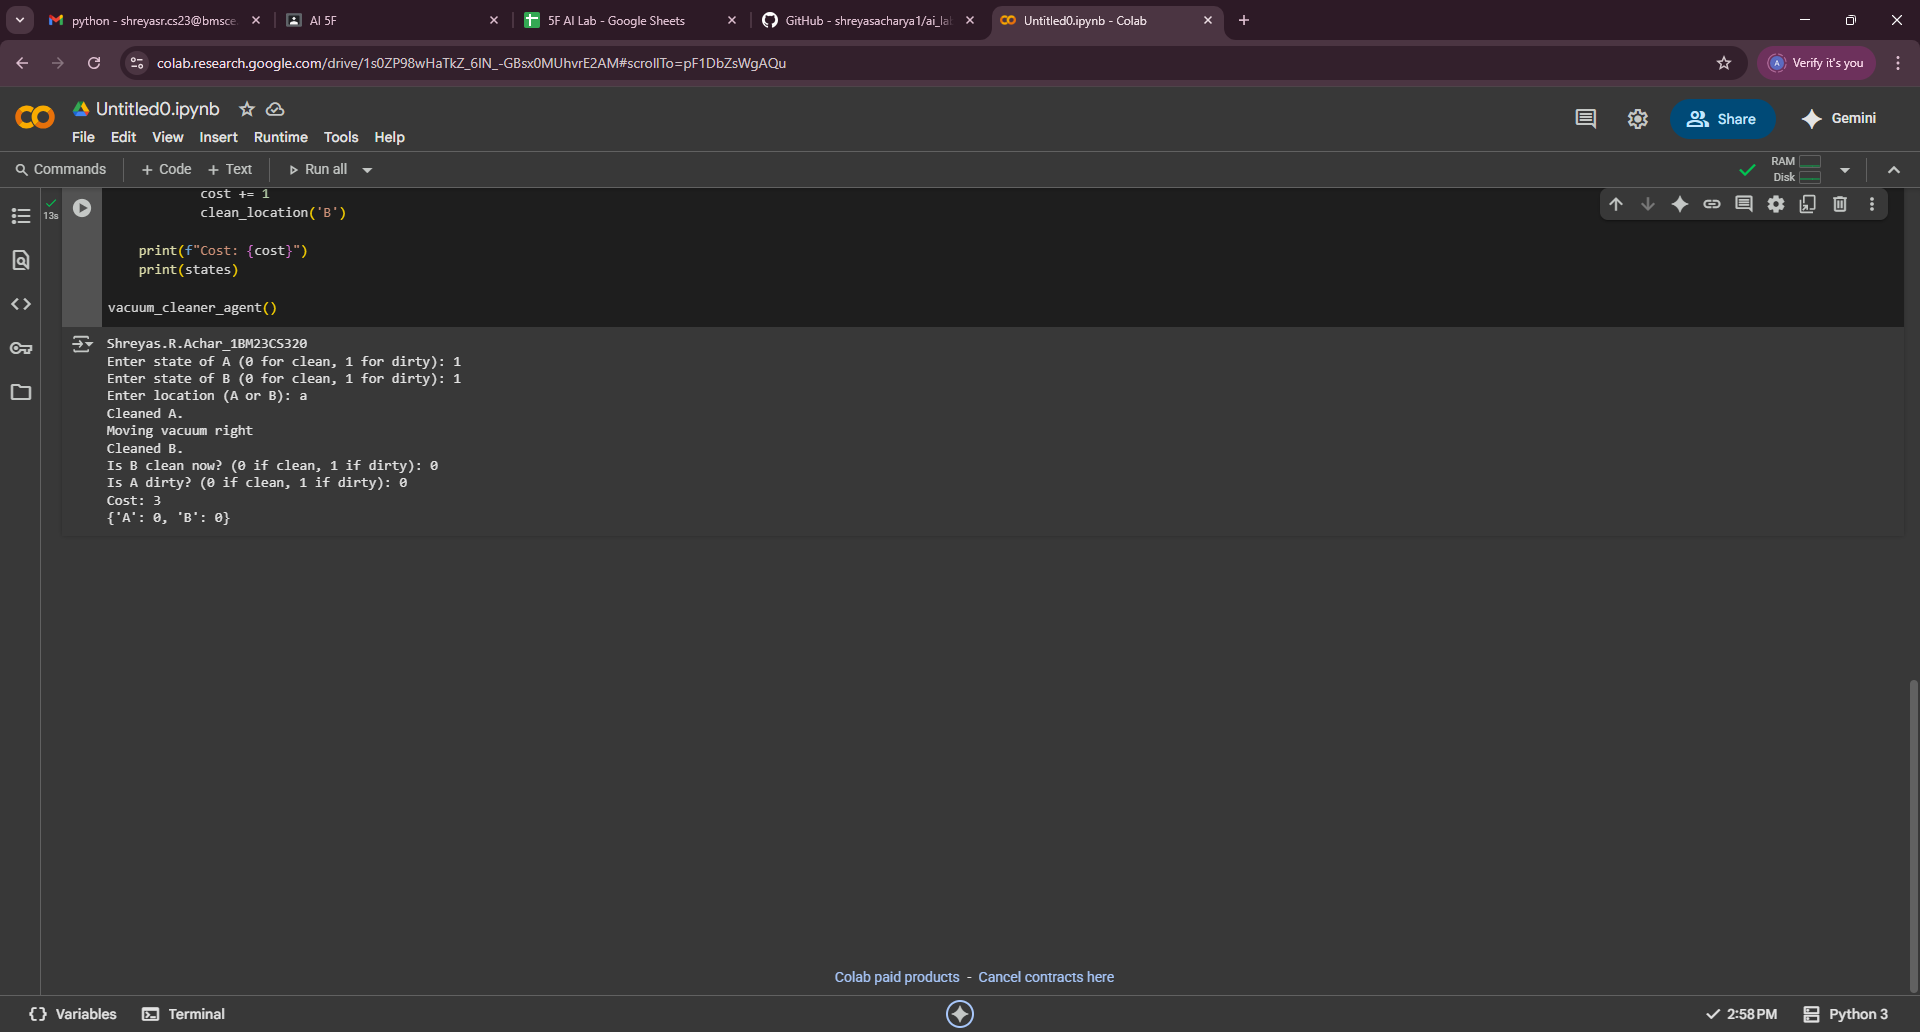 python - shreyasr.cs23@bmsce
AI 5F
5F AI Lab - Google Sheets
GitHub - shreyasacharya1/ai_la
Untitled0.ipynb - Colab
colab.research.google.com/drive/1s0ZP98wHaTkZ_6IN_-GBsx0MUhvrE2AM#scrollTo=pF1DbZsWgAQu
A
Verify it's you
Untitled0.ipynb
File Edit View Insert Runtime Tools Help
Share
Gemini
Commands + Code + Text Run all
RAM
Disk
13s
cost += 1
clean_location('B')
print(f"Cost: {cost}")
print(states)
vacuum_cleaner_agent()
Shreyas.R.Achar_1BM23CS320
Enter state of A (0 for clean, 1 for dirty): 1
Enter state of B (0 for clean, 1 for dirty): 1
Enter location (A or B): a
Cleaned A.
Moving vacuum right
Cleaned B.
Is B clean now? (0 if clean, 1 if dirty): 0
Is A dirty? (0 if clean, 1 if dirty): 0
Cost: 3
{'A': 0, 'B': 0}
Colab paid products - Cancel contracts here
{} Variables Terminal
2:58 PM Python 3